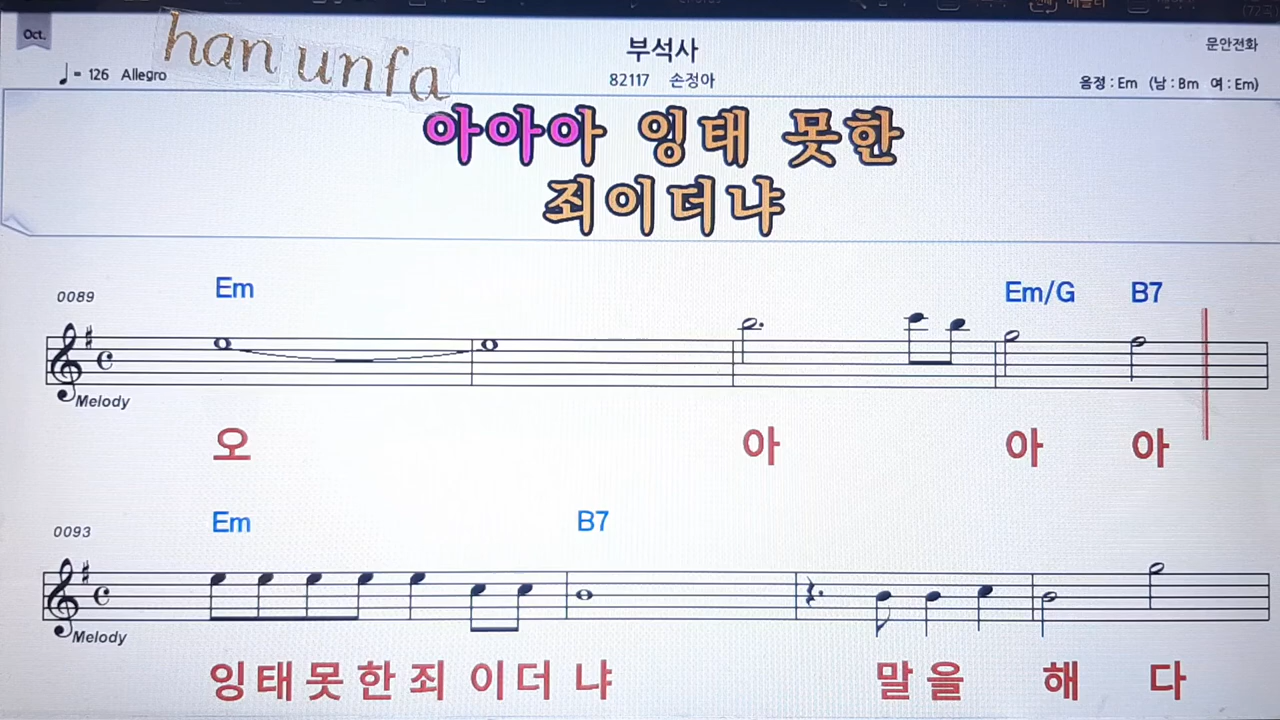 Oct.
han unfa
부석사
문안전화
= 126 Allegro
82117 손정아
음정 : Em (남 : Bm 여 : Em)
아아아 잉태 못한
죄이더냐
0089
Em Em/G B7
Melody
오 아 아 아
0093
Em B7
Melody
잉태못한죄 이더 냐 말을 해 다